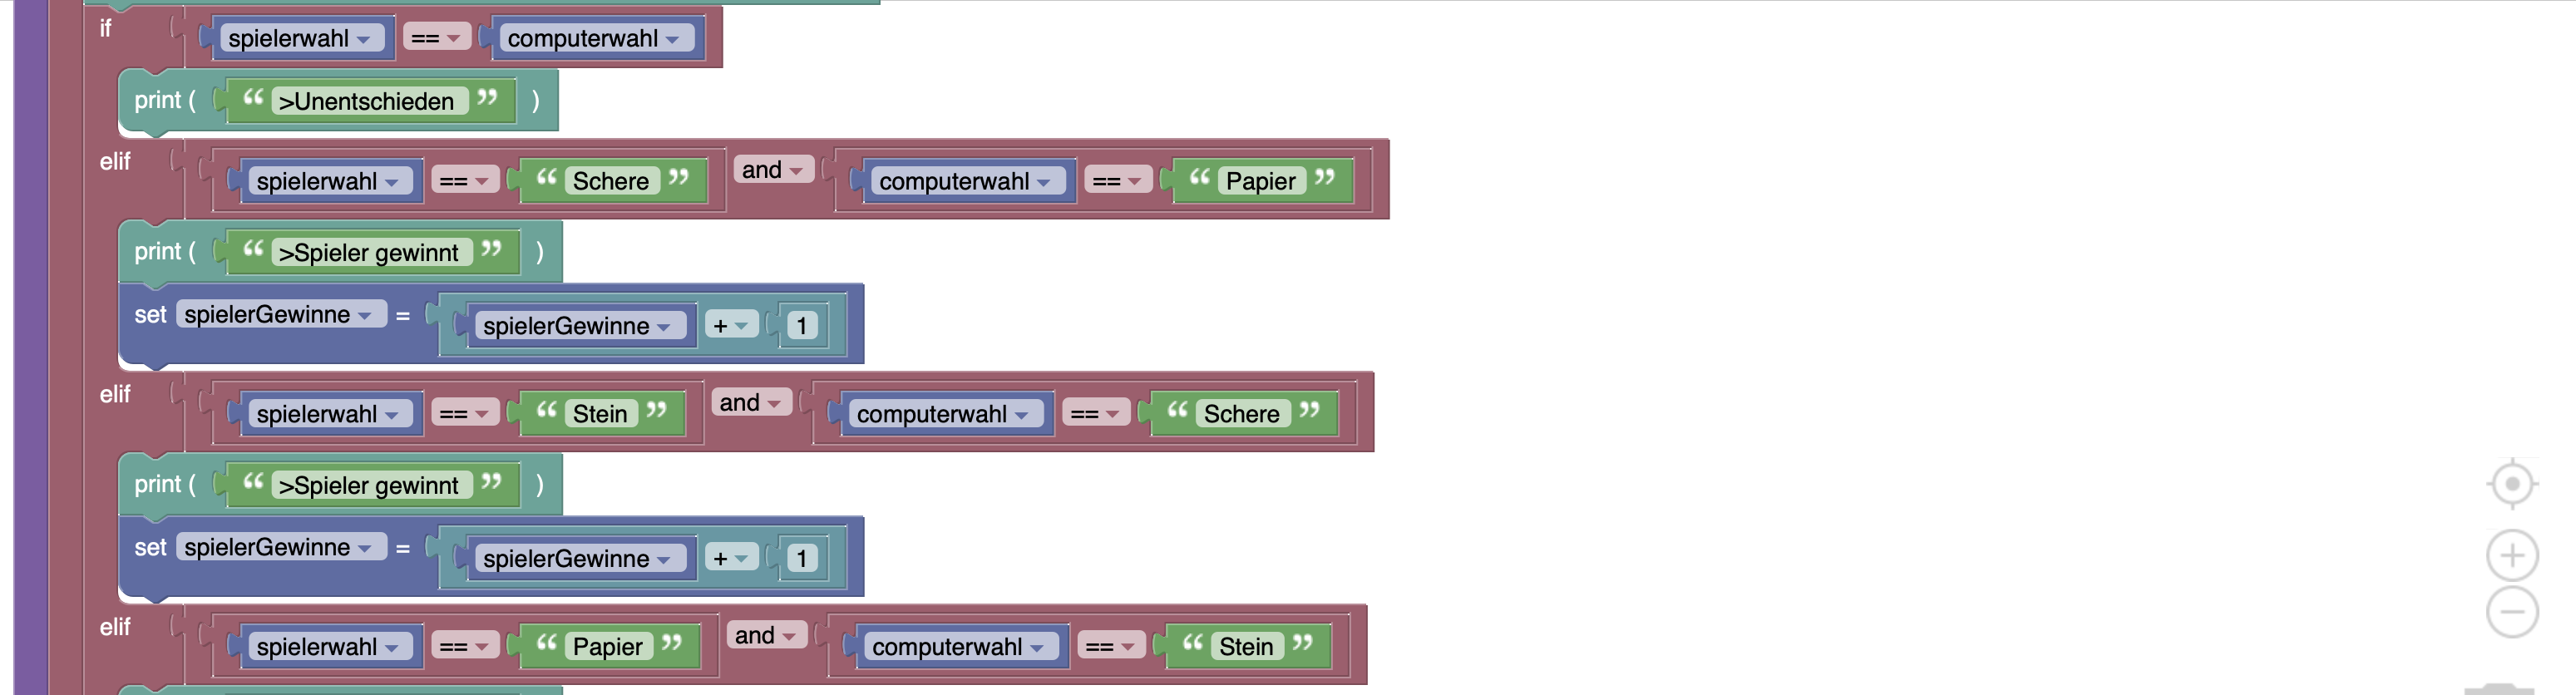 if spielerwahl == computerwahl
print ( “ >Unentschieden ” )
elif spielerwahl == “ Schere ” and computerwahl == “ Papier ”
print ( “ >Spieler gewinnt ” )
set spielerGewinne = spielerGewinne + 1
elif spielerwahl == “ Stein ” and computerwahl == “ Schere ”
print ( “ >Spieler gewinnt ” )
set spielerGewinne = spielerGewinne + 1
elif spielerwahl == “ Papier ” and computerwahl == “ Stein ”